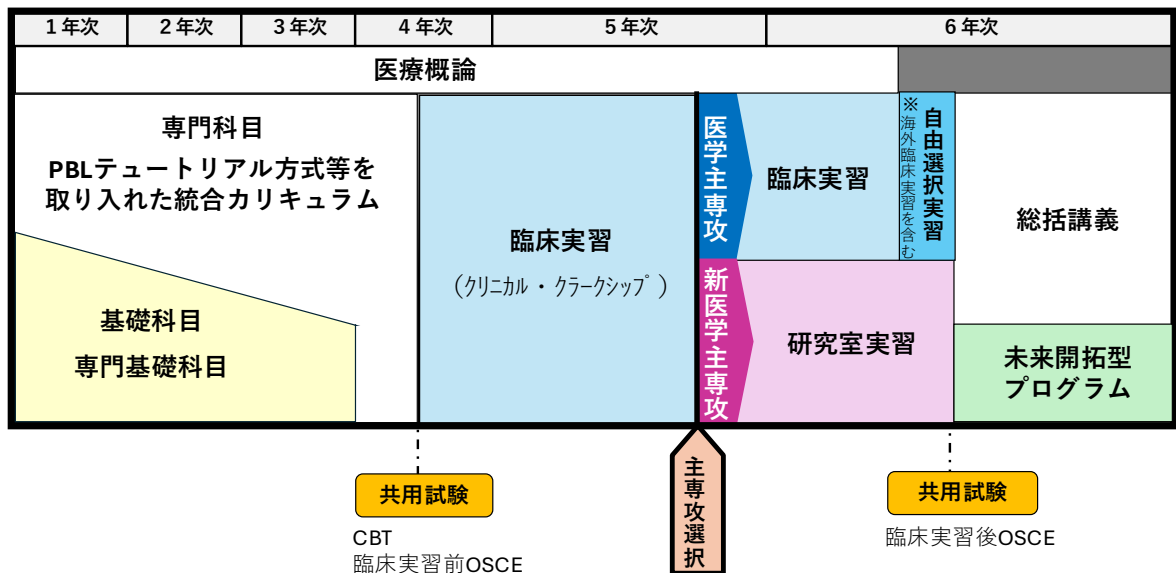 1年次
2年次
3年次
4年次
5年次
6年次
医療概論
専門科目
PBLテュートリアル方式等を
取り入れた統合カリキュラム
基礎科目
専門基礎科目
臨床実習
（クリニカル・クラークシップ）
医学主専攻
臨床実習
自由選択実習
※海外臨床実習を含む
新医学主専攻
研究室実習
総括講義
未来開拓型
プログラム
共用試験
CBT
臨床実習前OSCE
主専攻選択
共用試験
臨床実習後OSCE